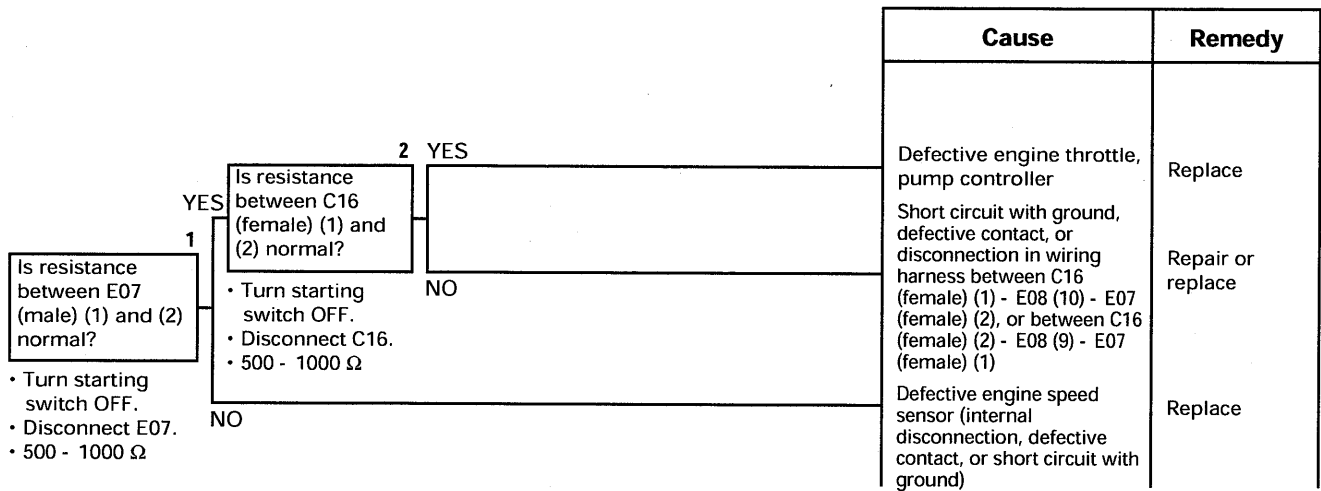 Cause
Remedy
1
Is resistance
between E07
(male) (1) and (2)
normal?
• Turn starting
switch OFF.
• Disconnect E07.
• 500 - 1000 Ω
YES
NO
2
Is resistance
between C16
(female) (1) and
(2) normal?
• Turn starting
switch OFF.
• Disconnect C16.
• 500 - 1000 Ω
YES
NO
Defective engine throttle,
pump controller
Replace
Short circuit with ground,
defective contact, or
disconnection in wiring
harness between C16
(female) (1) - E08 (10) - E07
(female) (2), or between C16
(female) (2) - E08 (9) - E07
(female) (1)
Repair or
replace
Defective engine speed
sensor (internal
disconnection, defective
contact, or short circuit with
ground)
Replace